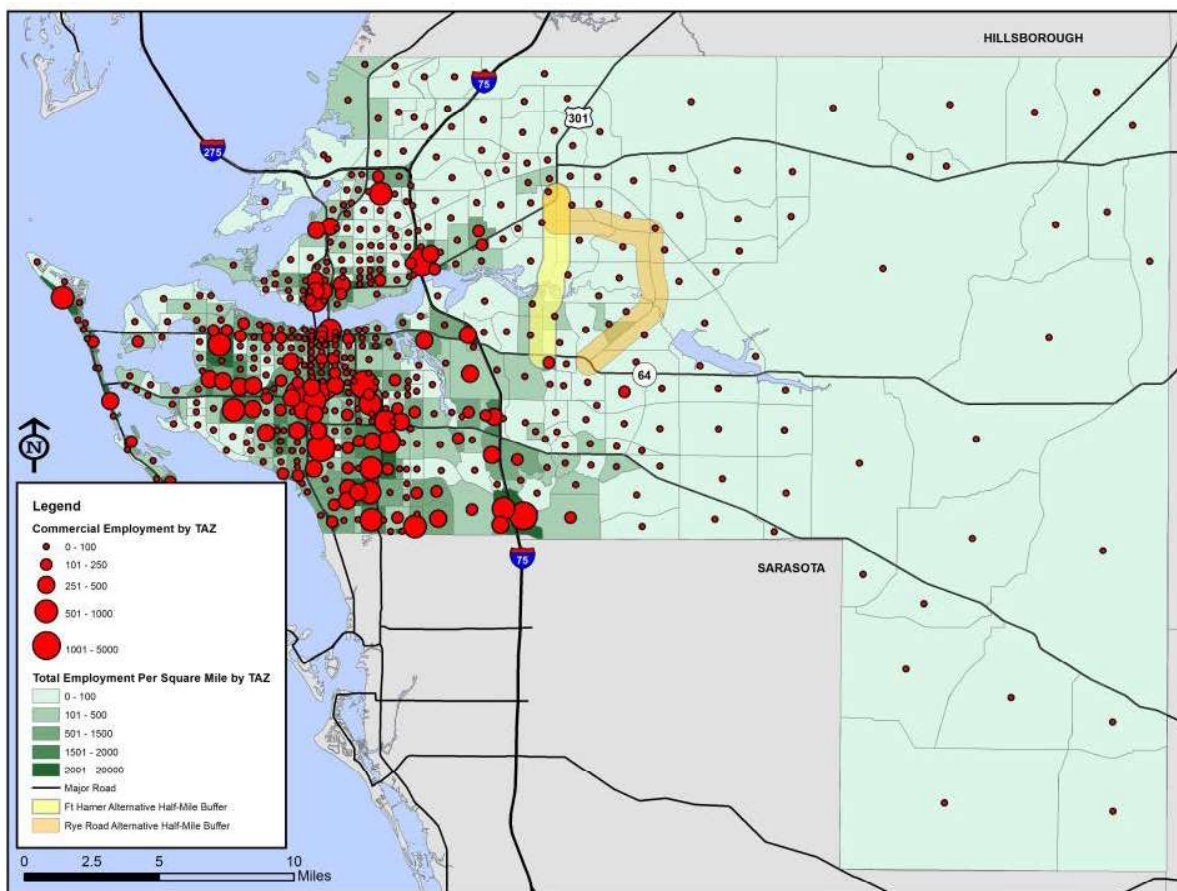 HILLSBOROUGH
75
301
275
64
N
75
SARASOTA
Legend
Commercial Employment by TAZ
0 - 100
101 - 250
251 - 500
501 - 1000
1001 - 5000
Total Employment Per Square Mile by TAZ
0 - 100
101 - 500
501 - 1500
1501 - 2000
2001 - 20000
Major Road
Ft Hamer Alternative Half-Mile Buffer
Rye Road Alternative Half-Mile Buffer
0 2.5 5 10
Miles